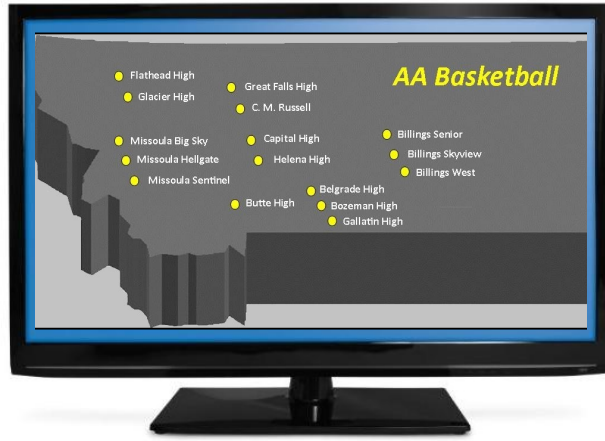 AA Basketball
Flathead High
Glacier High
Great Falls High
C. M. Russell
Missoula Big Sky
Missoula Hellgate
Missoula Sentinel
Capital High
Helena High
Billings Senior
Billings Skyview
Billings West
Butte High
Belgrade High
Bozeman High
Gallatin High